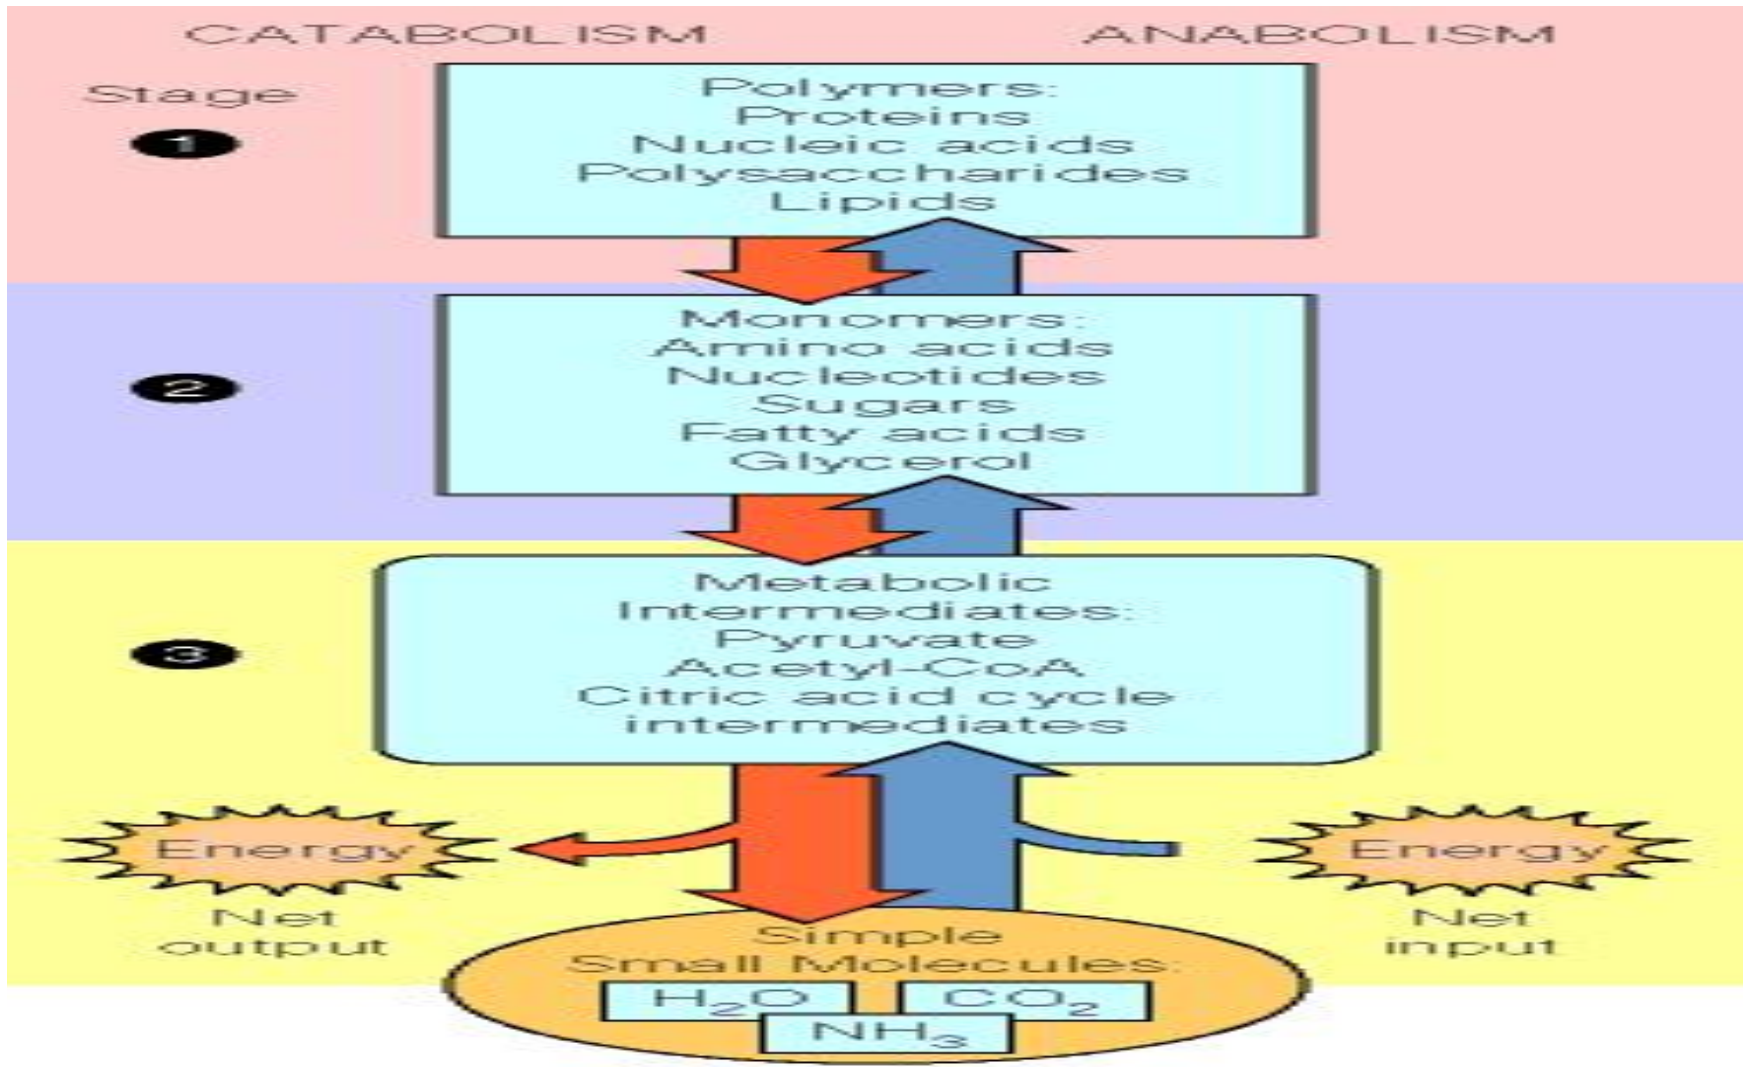 CATABOLISM
ANABOLISM
Stage
1
Polymers:
Proteins
Nucleic acids
Polysaccharides
Lipids
2
Monomers:
Amino acids
Nucleotides
Sugars
Fatty acids
Glycerol
3
Metabolic
Intermediates:
Pyruvate
Acetyl-CoA
Citric acid cycle
intermediates
Energy
Net
output
Energy
Net
input
Simple
Small Molecules:
H₂O
CO₂
NH₃